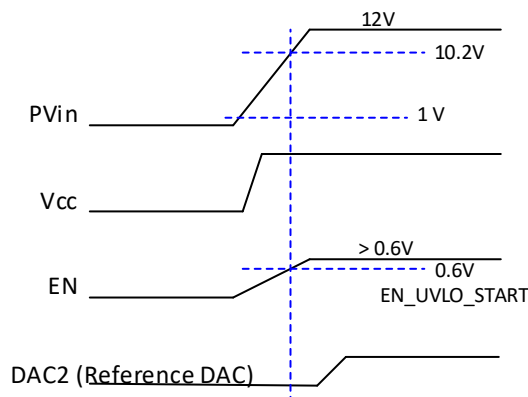 12V
10.2V
PVin
1 V
Vcc
> 0.6V
0.6V
EN
EN_UVLO_START
DAC2 (Reference DAC)